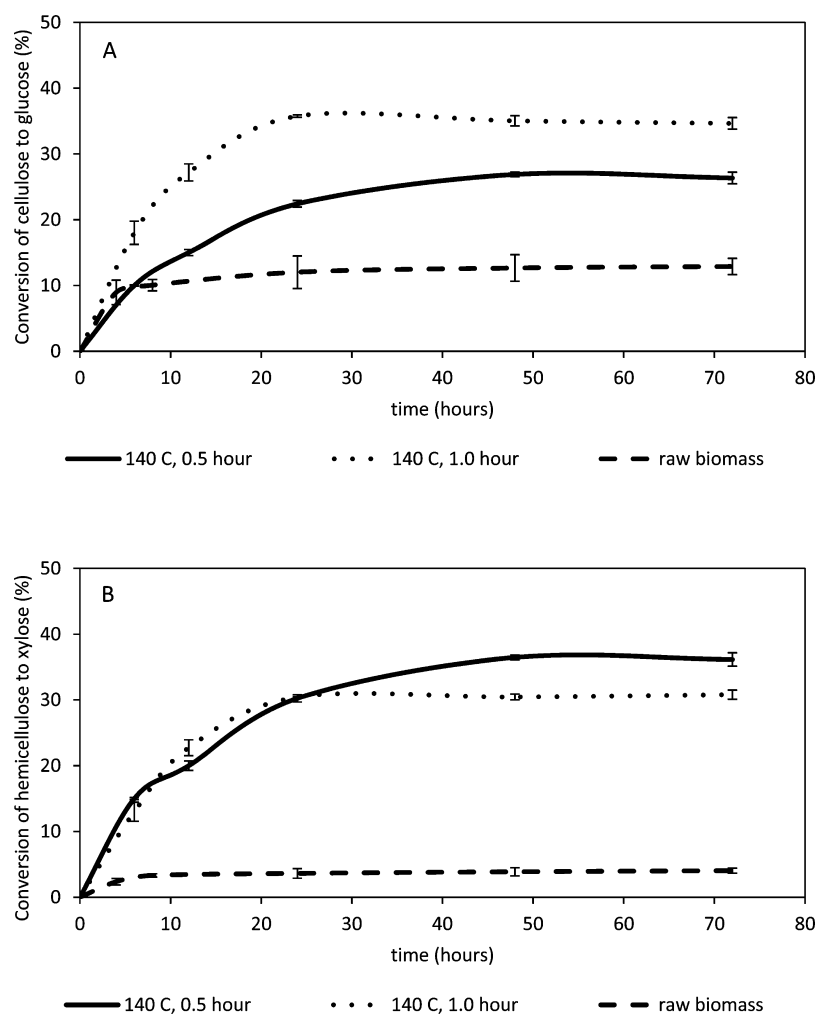 Conversion of cellulose to glucose (%)
50
40
30
20
10
0
A
0 10 20 30 40 50 60 70 80
time (hours)
140 C, 0.5 hour 140 C, 1.0 hour raw biomass
Conversion of hemicellulose to xylose (%)
50
40
30
20
10
0
B
0 10 20 30 40 50 60 70 80
time (hours)
140 C, 0.5 hour 140 C, 1.0 hour raw biomass